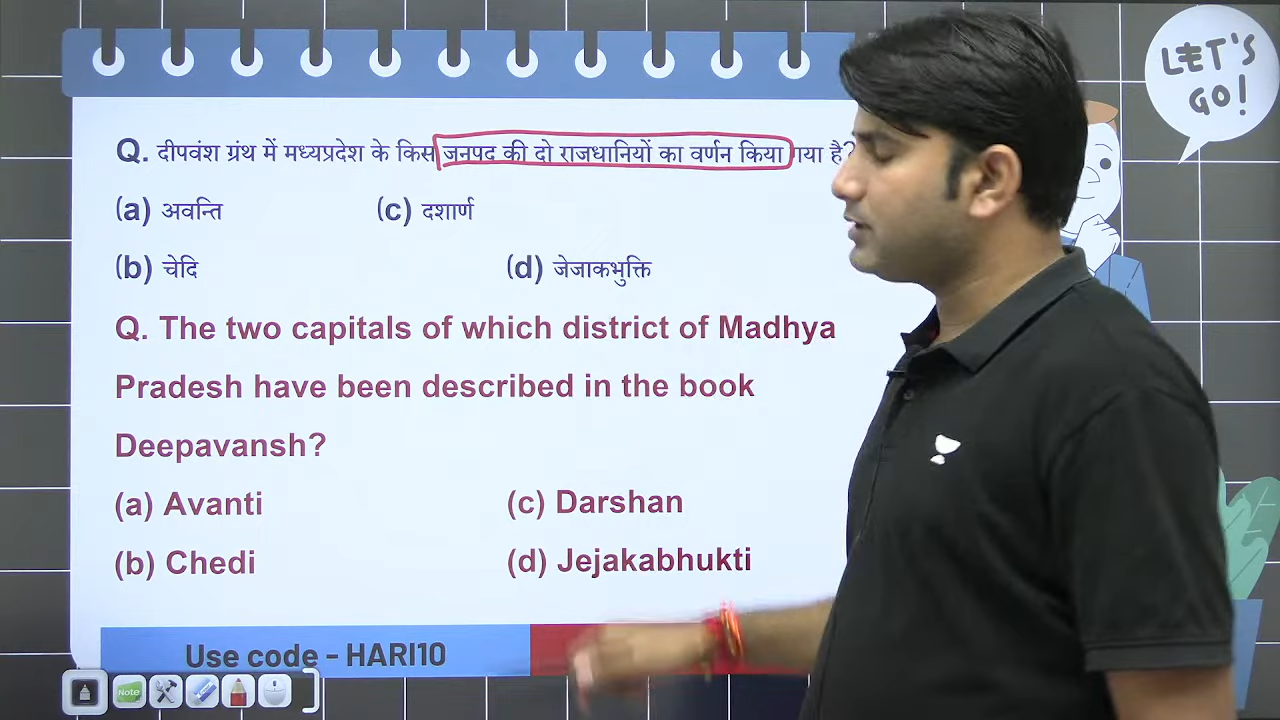 LET'S
GO!
Q. दीपवंश ग्रंथ में मध्यप्रदेश के किस जनपद की दो राजधानियों का वर्णन किया गया है?
(a) अवन्ति (c) दशार्ण
(b) चेदि (d) जेजाकभुक्ति
Q. The two capitals of which district of Madhya
Pradesh have been described in the book
Deepavansh?
(a) Avanti (c) Darshan
(b) Chedi (d) Jejakabhukti
Use code - HARI10
Note